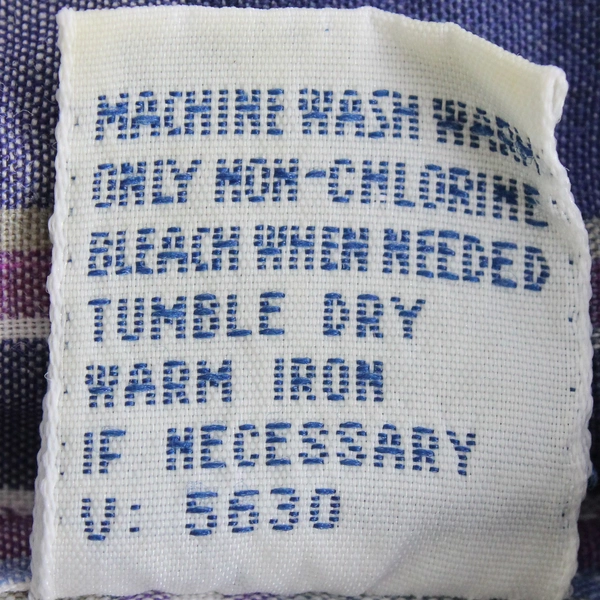 MACHINE WASH WARM
ONLY NON-CHLORINE
BLEACH WHEN NEEDED
TUMBLE DRY
WARM IRON
IF NECESSARY
V: 5630